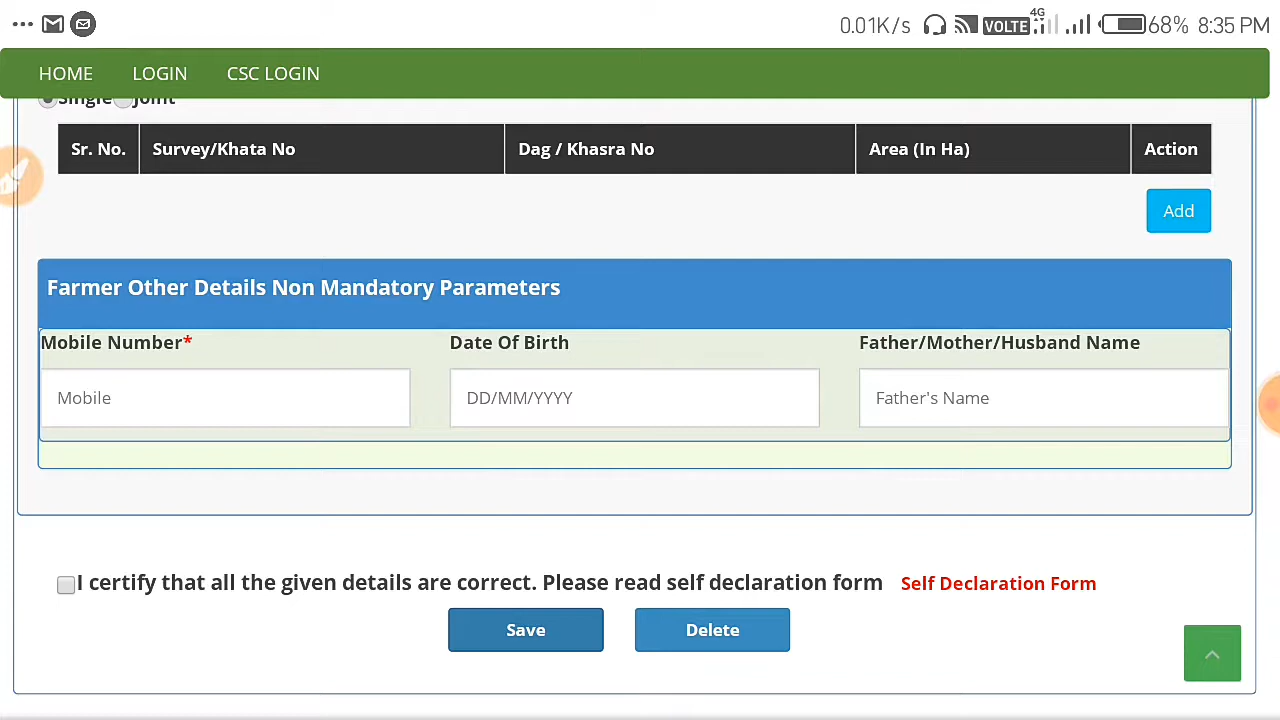 0.01K/s 4G VOLTE 68% 8:35 PM
HOME LOGIN CSC LOGIN
Single Joint
Sr. No. Survey/Khata No Dag / Khasra No Area (In Ha) Action
Add
Farmer Other Details Non Mandatory Parameters
Mobile Number* Date Of Birth Father/Mother/Husband Name
Mobile DD/MM/YYYY Father's Name
I certify that all the given details are correct. Please read self declaration form Self Declaration Form
Save Delete